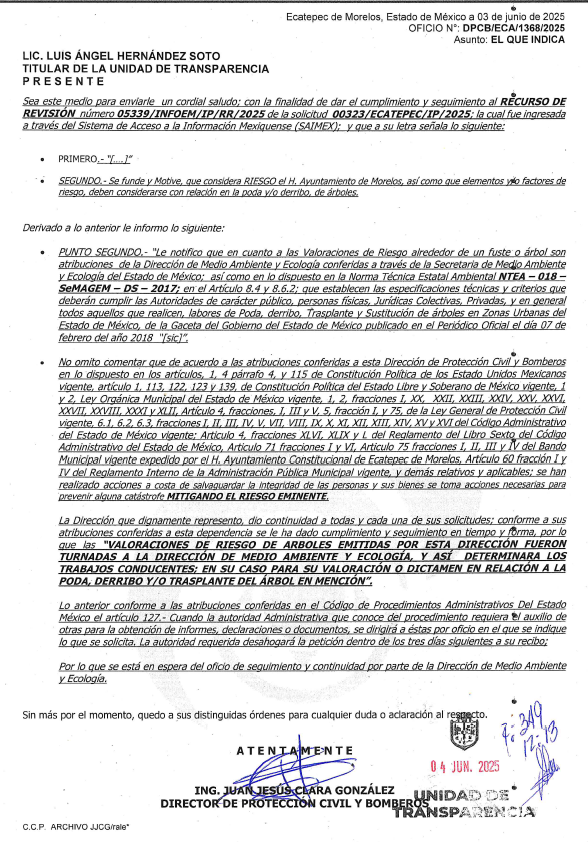 Ecatepec de Morelos, Estado de México a 03 de junio de 2025
OFICIO N°: DPCB/ECA/1368/2025
Asunto: EL QUE INDICA
LIC. LUIS ÁNGEL HERNÁNDEZ SOTO
TITULAR DE LA UNIDAD DE TRANSPARENCIA
P R E S E N T E
Sea este medio para enviarle un cordial saludo; con la finalidad de dar el cumplimiento y seguimiento al RECURSO DE
REVISIÓN número 05339/INFOEM/IP/RR/2025 de la solicitud 00323/ECATEPEC/IP/2025; la cual fue ingresada
a través del Sistema de Acceso a la Información Mexiquense (SAIMEX); y que a su letra señala lo siguiente:
• PRIMERO.- “[….]”
• SEGUNDO.- Se funde y Motive, que considera RIESGO el H. Ayuntamiento de Morelos, así como que elementos y/o factores de
riesgo, deben considerarse con relación en la poda y/o derribo, de árboles.
Derivado a lo anterior le informo lo siguiente:
• PUNTO SEGUNDO.- “Le notifico que en cuanto a las Valoraciones de Riesgo alrededor de un fuste o árbol son
atribuciones de la Dirección de Medio Ambiente y Ecología conferidas a través de la Secretaria de Medio Ambiente
y Ecología del Estado de México; así como en lo dispuesto en la Norma Técnica Estatal Ambiental NTEA – 018 –
SeMAGEM – DS – 2017; en el Artículo 8.4 y 8.6.2; que establecen las especificaciones técnicas y criterios que
deberán cumplir las Autoridades de carácter público, personas físicas, Jurídicas Colectivas, Privadas, y en general
todos aquellos que realicen, labores de Poda, derribo, Trasplante y Sustitución de árboles en Zonas Urbanas del
Estado de México, de la Gaceta del Gobierno del Estado de México publicado en el Periódico Oficial el día 07 de
febrero del año 2018 “[sic]”.
• No omito comentar que de acuerdo a las atribuciones conferidas a esta Dirección de Protección Civil y Bomberos
en lo dispuesto en los artículos, 1, 4 párrafo 4, y 115 de Constitución Política de los Estado Unidos Mexicanos
vigente, artículo 1, 113, 122, 123 y 139, de Constitución Política del Estado Libre y Soberano de México vigente, 1
y 2, Ley Orgánica Municipal del Estado de México vigente, 1, 2, fracciones I, XX, XXII, XXIII, XXIV, XXV, XXVI,
XXVII, XXVIII, XXXI y XLII, Artículo 4, fracciones, I, III y V, 5, fracción I, y 75, de la Ley General de Protección Civil
vigente, 6.1, 6.2, 6.3, fracciones I, II, III, IV, V, VII, VIII, IX, X, XI, XII, XIII, XIV, XV y XVI del Código Administrativo
del Estado de México vigente; Articulo 4, fracciones XLVI, XLIX y L del Reglamento del Libro Sexto del Código
Administrativo del Estado de México, Articulo 71 fracciones I y VI, Artículo 75 fracciones I, II, III y IV del Bando
Municipal vigente expedido por el H. Ayuntamiento Constitucional de Ecatepec de Morelos, Artículo 60 fracción I y
IV del Reglamento Interno de la Administración Pública Municipal vigente, y demás relativos y aplicables; se han
realizado acciones a costa de salvaguardar la integridad de las personas y sus bienes se toma acciones necesarias para
prevenir alguna catástrofe MITIGANDO EL RIESGO EMINENTE.
La Dirección que dignamente represento, dio continuidad a todas y cada una de sus solicitudes; conforme a sus
atribuciones conferidas a esta dependencia se le ha dado cumplimiento y seguimiento en tiempo y forma, por lo
que las “VALORACIONES DE RIESGO DE ARBOLES EMITIDAS POR ESTA DIRECCIÓN FUERON
TURNADAS A LA DIRECCIÓN DE MEDIO AMBIENTE Y ECOLOGÍA, Y ASÍ DETERMINARA LOS
TRABAJOS CONDUCENTES; EN SU CASO PARA SU VALORACIÓN O DICTAMEN EN RELACIÓN A LA
PODA, DERRIBO Y/O TRASPLANTE DEL ÁRBOL EN MENCIÓN”.
Lo anterior conforme a las atribuciones conferidas en el Código de Procedimientos Administrativos Del Estado
México el artículo 127.- Cuando la autoridad Administrativa que conoce del procedimiento requiera el auxilio de
otras para la obtención de informes, declaraciones o documentos, se dirigirá a éstas por oficio en el que se indique
lo que se solicita. La autoridad requerida desahogará la petición dentro de los tres días siguientes a su recibo;
Por lo que se está en espera del oficio de seguimiento y continuidad por parte de la Dirección de Medio Ambiente
y Ecología.
Sin más por el momento, quedo a sus distinguidas órdenes para cualquier duda o aclaración al respecto.
A T E N T A M E N T E
ING. JUAN JESÚS CLARA GONZÁLEZ
DIRECTOR DE PROTECCIÓN CIVIL Y BOMBEROS
349
12:13
04 JUN. 2025
UNIDAD DE
TRANSPARENCIA
C.C.P. ARCHIVO JJCG/rale*